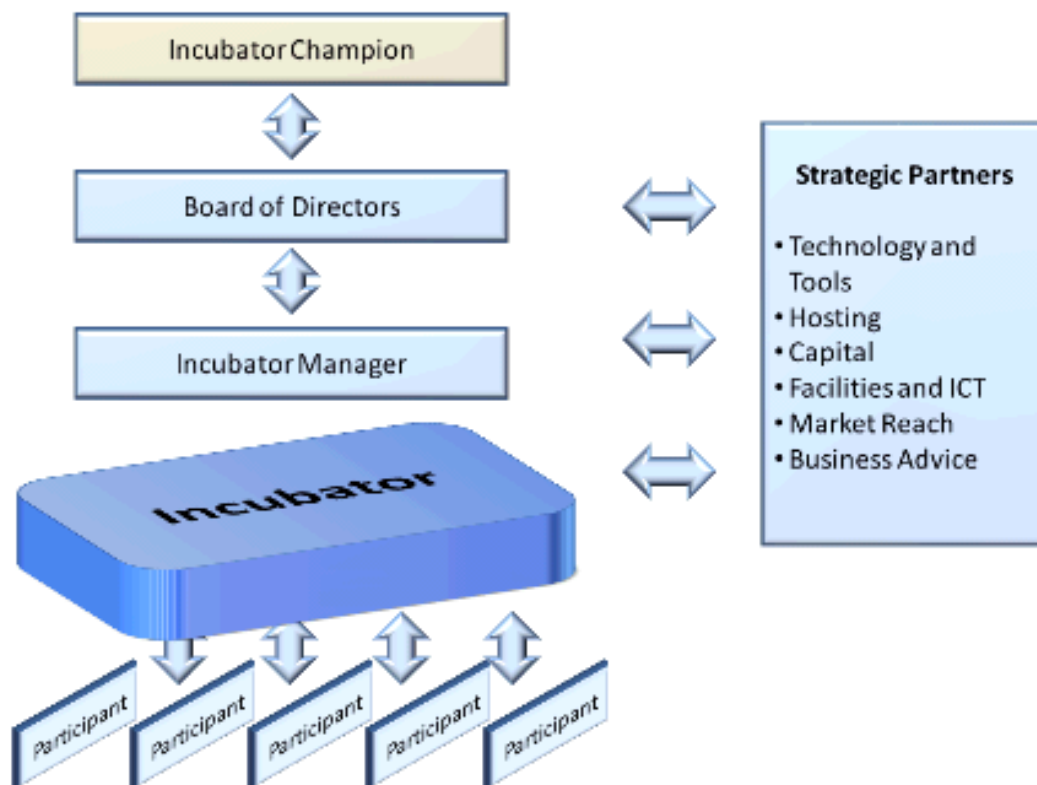 Incubator Champion
Board of Directors
Incubator Manager
Incubator
Participant
Participant
Participant
Participant
Participant
Strategic Partners
• Technology and
Tools
• Hosting
• Capital
• Facilities and ICT
• Market Reach
• Business Advice